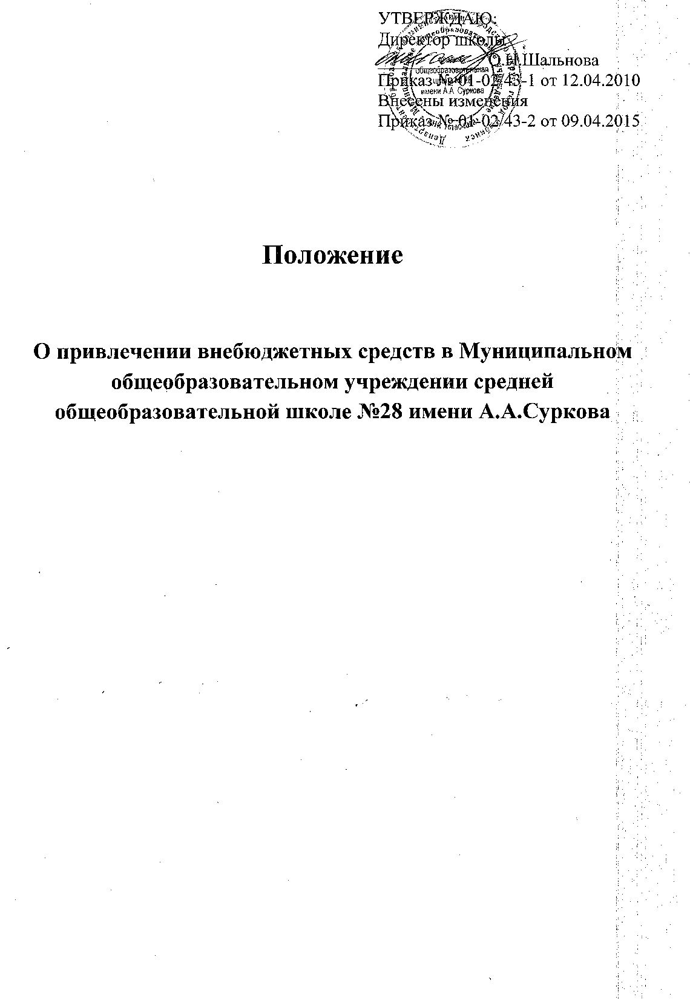 УТВЕРЖДАЮ:
Директор школы
О.Н.Шальнова
Приказ № 01-02/43-1 от 12.04.2010
Внесены изменения
Приказ № 01-02/43-2 от 09.04.2015
общеобразовательная
имени А.А. Суркова
Положение
О привлечении внебюджетных средств в Муниципальном
общеобразовательном учреждении средней
общеобразовательной школе №28 имени А.А.Суркова